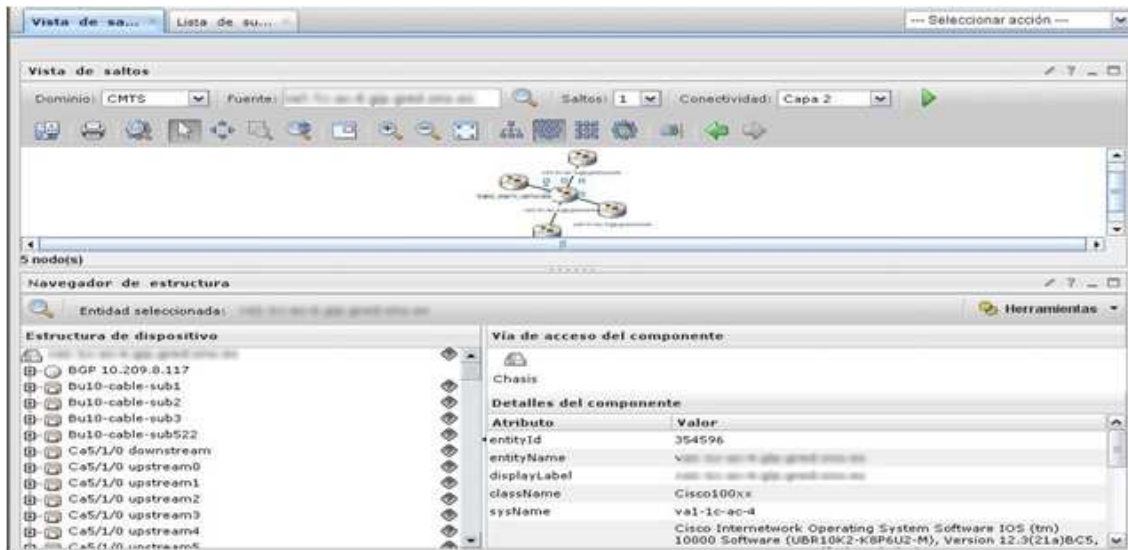 Vista de sa...
Lista de su...
--- Seleccionar acción ---
Vista de saltos
Dominio: CMTS
Fuente:
Saltos: 1
Conectividad: Capa 2
5 nodo(s)
Navegador de estructura
Entidad seleccionada:
Herramientas
Estructura de dispositivo
BGP 10.209.8.117
Bu10-cable-sub1
Bu10-cable-sub2
Bu10-cable-sub3
Bu10-cable-sub522
Ca5/1/0 downstream
Ca5/1/0 upstream0
Ca5/1/0 upstream1
Ca5/1/0 upstream2
Ca5/1/0 upstream3
Ca5/1/0 upstream4
Ca5/1/0 upstream5
Vía de acceso del componente
Chasis
Detalles del componente
Atributo Valor
entityId 354596
entityName
displayLabel
className Cisco100xx
sysName va1-1c-ac-4
Cisco Internetwork Operating System Software IOS (tm)
10000 Software (UBR10K2-K8P6U2-M), Version 12.3(21a)BC5,